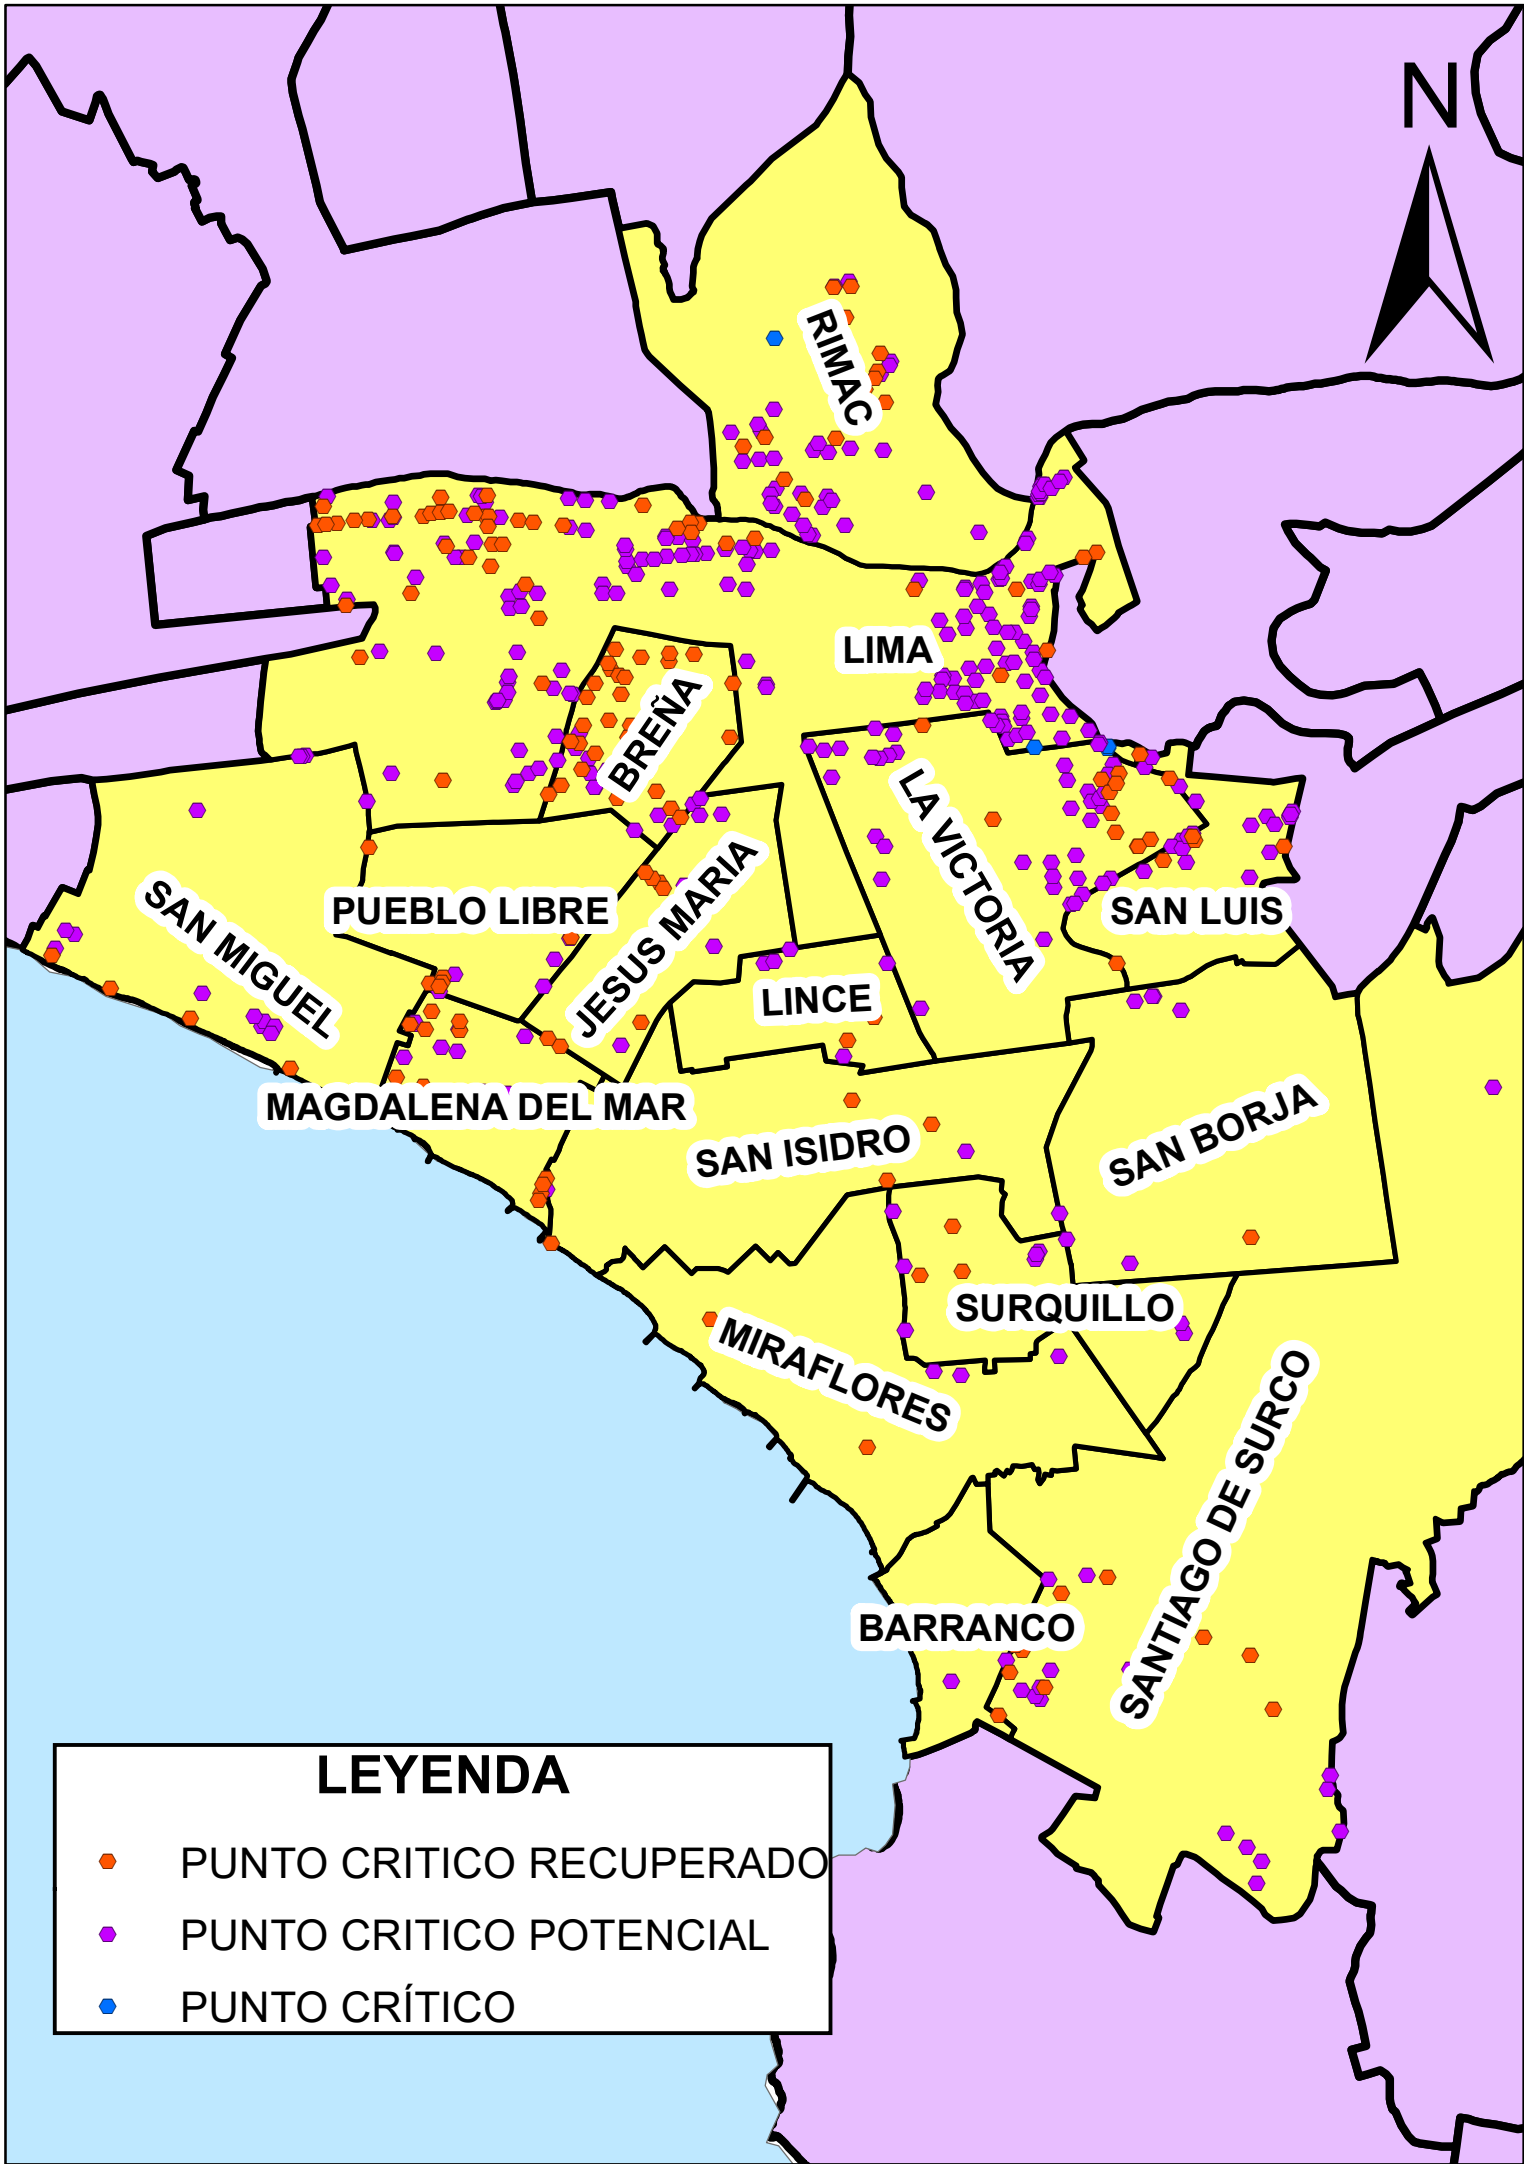 N
RIMAC
LIMA
BREÑA
LA VICTORIA
SAN LUIS
PUEBLO LIBRE
JESUS MARIA
SAN MIGUEL
LINCE
MAGDALENA DEL MAR
SAN ISIDRO
SAN BORJA
SURQUILLO
MIRAFLORES
SANTIAGO DE SURCO
BARRANCO
LEYENDA
PUNTO CRITICO RECUPERADO
PUNTO CRITICO POTENCIAL
PUNTO CRÍTICO